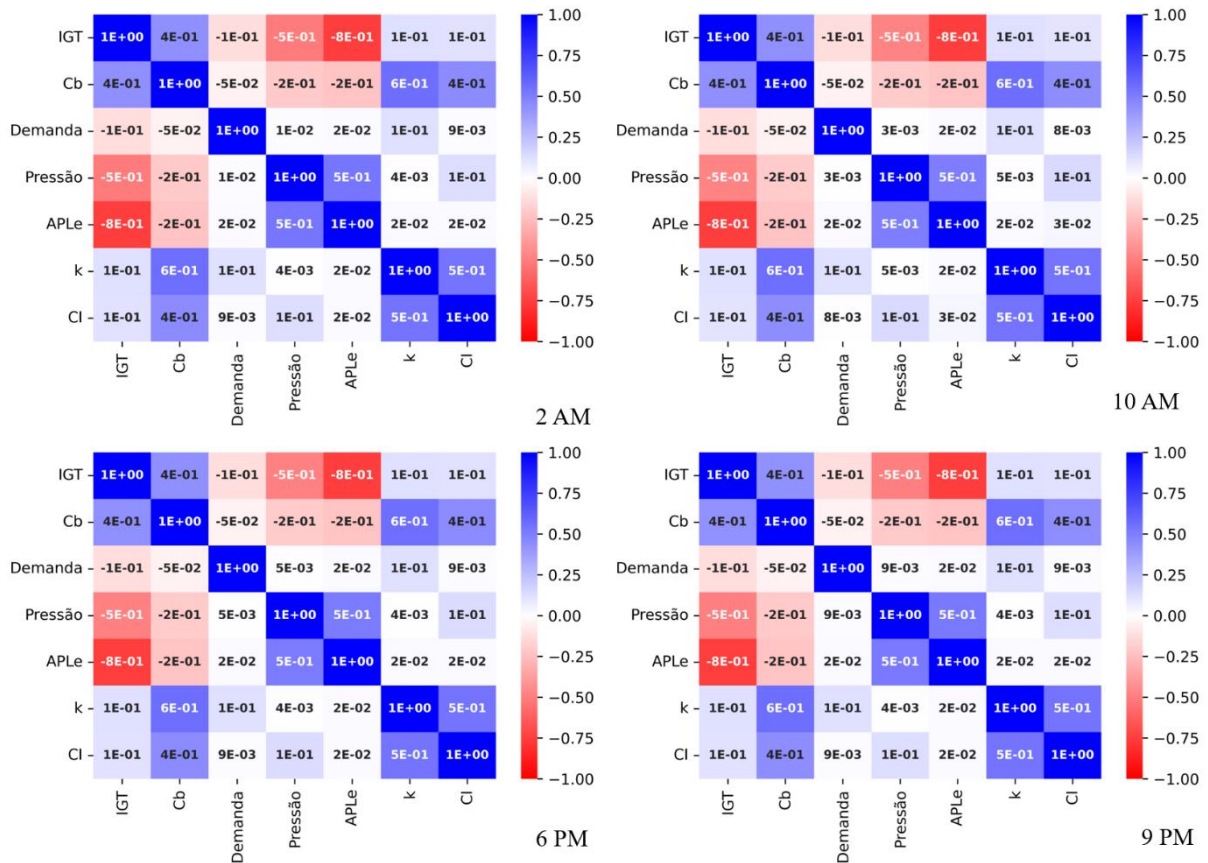 IGT 1E+00 4E-01 -1E-01 -5E-01 -8E-01 1E-01 1E-01
Cb 4E-01 1E+00 -5E-02 -2E-01 -2E-01 6E-01 4E-01
Demanda -1E-01 -5E-02 1E+00 1E-02 2E-02 1E-01 9E-03
Pressão -5E-01 -2E-01 1E-02 1E+00 5E-01 4E-03 1E-01
APLe -8E-01 -2E-01 2E-02 5E-01 1E+00 2E-02 2E-02
k 1E-01 6E-01 1E-01 4E-03 2E-02 1E+00 5E-01
Cl 1E-01 4E-01 9E-03 1E-01 2E-02 5E-01 1E+00
IGT Cb Demanda Pressão APLe k Cl
1.00
0.75
0.50
0.25
0.00
−0.25
−0.50
−0.75
−1.00
2 AM
IGT 1E+00 4E-01 -1E-01 -5E-01 -8E-01 1E-01 1E-01
Cb 4E-01 1E+00 -5E-02 -2E-01 -2E-01 6E-01 4E-01
Demanda -1E-01 -5E-02 1E+00 3E-03 2E-02 1E-01 8E-03
Pressão -5E-01 -2E-01 3E-03 1E+00 5E-01 5E-03 1E-01
APLe -8E-01 -2E-01 2E-02 5E-01 1E+00 2E-02 3E-02
k 1E-01 6E-01 1E-01 5E-03 2E-02 1E+00 5E-01
Cl 1E-01 4E-01 8E-03 1E-01 3E-02 5E-01 1E+00
IGT Cb Demanda Pressão APLe k Cl
1.00
0.75
0.50
0.25
0.00
−0.25
−0.50
−0.75
−1.00
10 AM
IGT 1E+00 4E-01 -1E-01 -5E-01 -8E-01 1E-01 1E-01
Cb 4E-01 1E+00 -5E-02 -2E-01 -2E-01 6E-01 4E-01
Demanda -1E-01 -5E-02 1E+00 5E-03 2E-02 1E-01 9E-03
Pressão -5E-01 -2E-01 5E-03 1E+00 5E-01 4E-03 1E-01
APLe -8E-01 -2E-01 2E-02 5E-01 1E+00 2E-02 2E-02
k 1E-01 6E-01 1E-01 4E-03 2E-02 1E+00 5E-01
Cl 1E-01 4E-01 9E-03 1E-01 2E-02 5E-01 1E+00
IGT Cb Demanda Pressão APLe k Cl
1.00
0.75
0.50
0.25
0.00
−0.25
−0.50
−0.75
−1.00
6 PM
IGT 1E+00 4E-01 -1E-01 -5E-01 -8E-01 1E-01 1E-01
Cb 4E-01 1E+00 -5E-02 -2E-01 -2E-01 6E-01 4E-01
Demanda -1E-01 -5E-02 1E+00 9E-03 2E-02 1E-01 9E-03
Pressão -5E-01 -2E-01 9E-03 1E+00 5E-01 4E-03 1E-01
APLe -8E-01 -2E-01 2E-02 5E-01 1E+00 2E-02 2E-02
k 1E-01 6E-01 1E-01 4E-03 2E-02 1E+00 5E-01
Cl 1E-01 4E-01 9E-03 1E-01 2E-02 5E-01 1E+00
IGT Cb Demanda Pressão APLe k Cl
1.00
0.75
0.50
0.25
0.00
−0.25
−0.50
−0.75
−1.00
9 PM